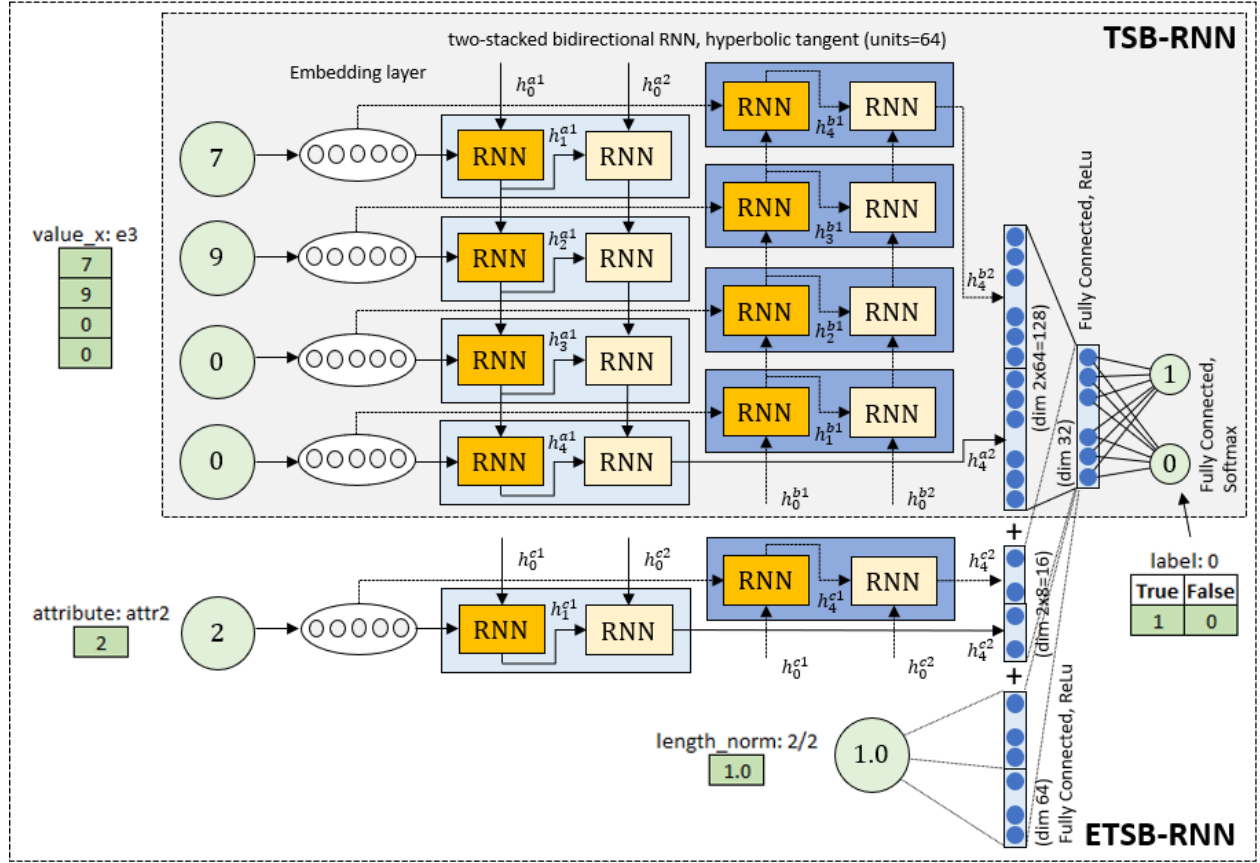 TSB-RNN
two-stacked bidirectional RNN, hyperbolic tangent (units=64)
Embedding layer
h_0^{a1}
h_0^{a2}
RNN
h_4^{b1}
RNN
7
RNN
h_1^{a1}
RNN
RNN
h_3^{b1}
RNN
value_x: e3
7
9
0
0
9
RNN
h_2^{a1}
RNN
RNN
h_2^{b1}
RNN
h_4^{b2}
0
RNN
h_3^{a1}
RNN
RNN
h_1^{b1}
RNN
0
RNN
h_4^{a1}
RNN
h_4^{a2}
h_0^{b1}
h_0^{b2}
(dim 2x64=128)
(dim 32)
Fully Connected, ReLu
1
0
Fully Connected,
Softmax
+
label: 0
True False
1 0
h_0^{c1}
h_0^{c2}
RNN
h_4^{c1}
RNN
h_4^{c2}
attribute: attr2
2
2
RNN
h_1^{c1}
RNN
h_4^{c2}
h_0^{c1}
h_0^{c2}
(dim 2x8=16)
+
length_norm: 2/2
1.0
1.0
(dim 64)
Fully Connected, ReLu
ETSB-RNN